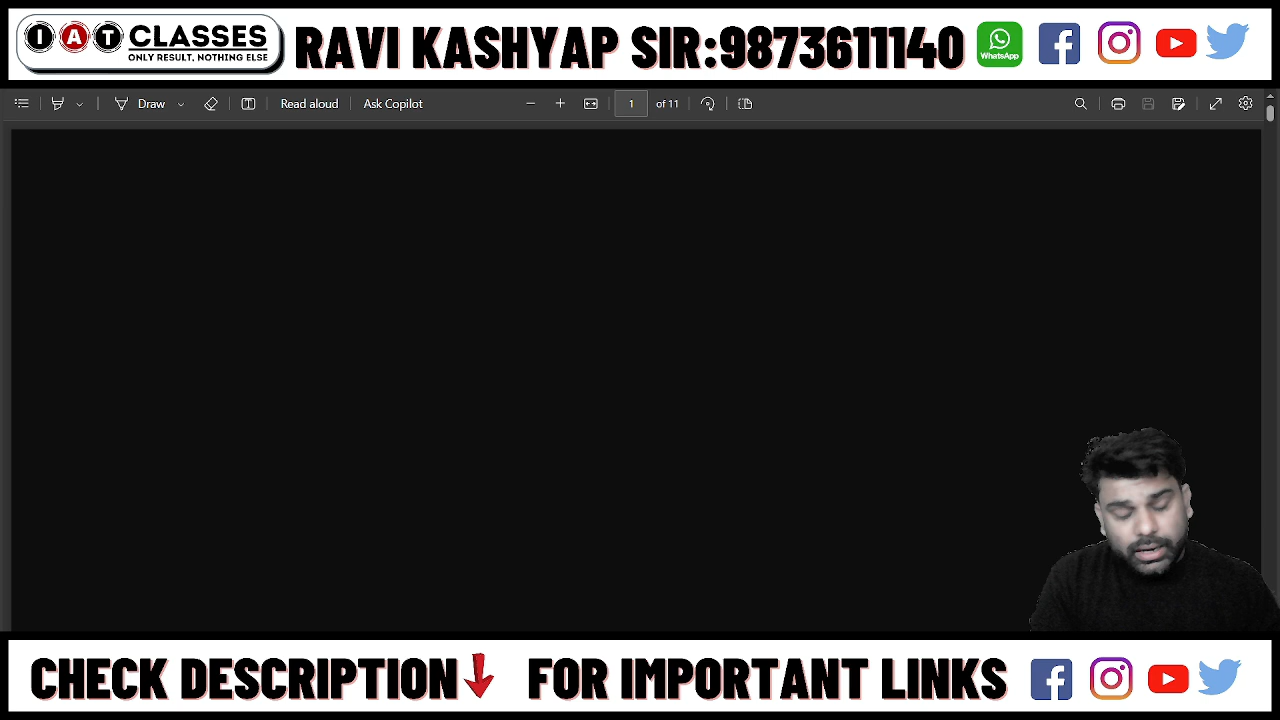 IAT CLASSES
ONLY RESULT, NOTHING ELSE
RAVI KASHYAP SIR:9873611140
WhatsApp
Draw
Read aloud
Ask Copilot
1 of 11
CHECK DESCRIPTION FOR IMPORTANT LINKS